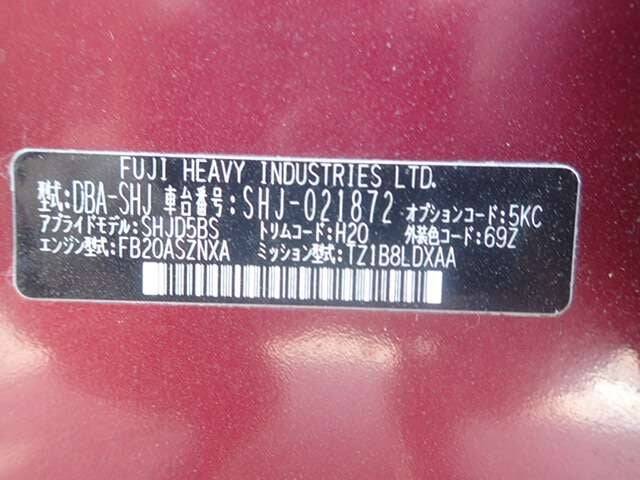 FUJI HEAVY INDUSTRIES LTD.
型式:DBA-SHJ 車台番号:SHJ-021872 オプションコード:5KC
アプライドモデル:SHJD5BS トリムコード:H20 外装色コード:69Z
エンジン型式:FB20ASZNXA ミッション型式:TZ1B8LDXAA